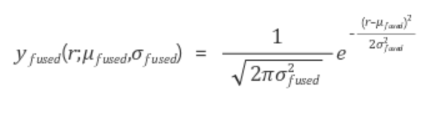 y_fused(r;μ_fused,σ_fused) = 1/√(2πσ²_fused) e^-(r-μ_fused)²/2σ²_fused